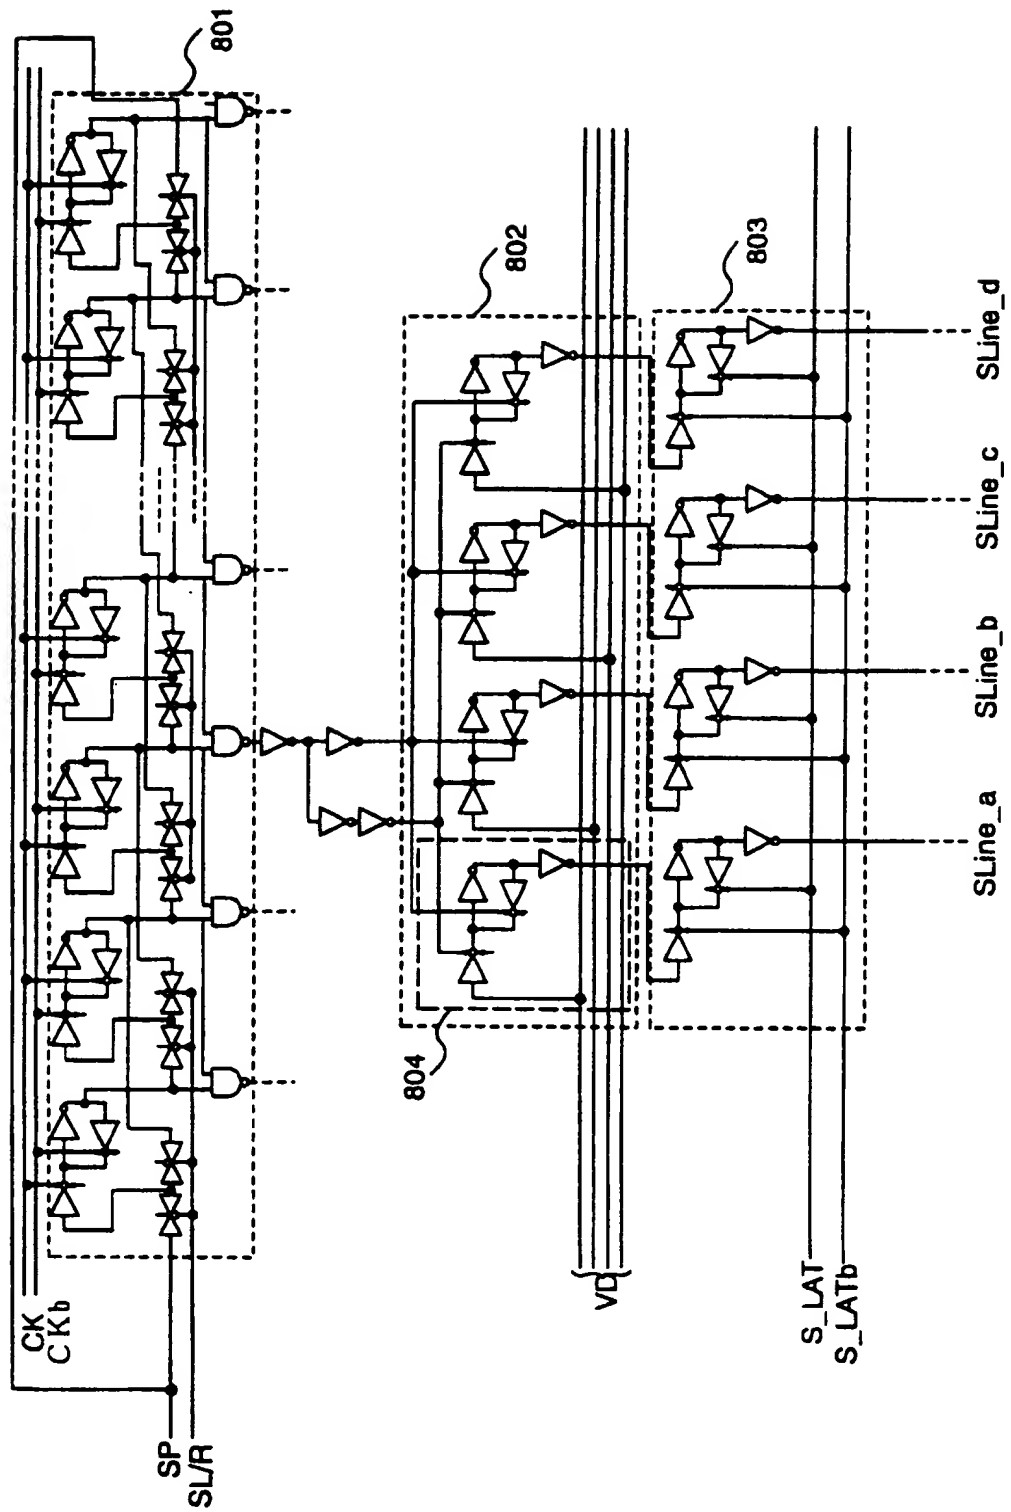 801
CK
CKb
SP
SL/R
802
804
VD
803
S_LAT
S_LATb
SLine_a
SLine_b
SLine_c
SLine_d